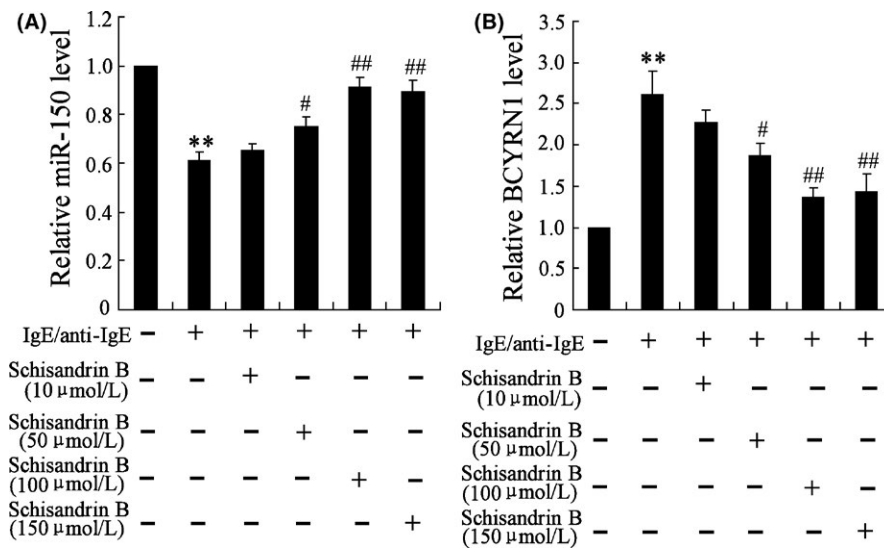 (A)
Relative miR-150 level
1.2
1.0
0.8
0.6
0.4
0.2
0
**
#
##
##
IgE/anti-IgE − + + + + +
Schisandrin B
(10 μmol/L) − − + − − −
Schisandrin B
(50 μmol/L) − − − + − −
Schisandrin B
(100 μmol/L) − − − − + −
Schisandrin B
(150 μmol/L) − − − − − +
(B)
Relative BCYRN1 level
3.5
3.0
2.5
2.0
1.5
1.0
0.5
0
**
#
##
##
IgE/anti-IgE − + + + + +
Schisandrin B
(10 μmol/L) − − + − − −
Schisandrin B
(50 μmol/L) − − − + − −
Schisandrin B
(100 μmol/L) − − − − + −
Schisandrin B
(150 μmol/L) − − − − − +